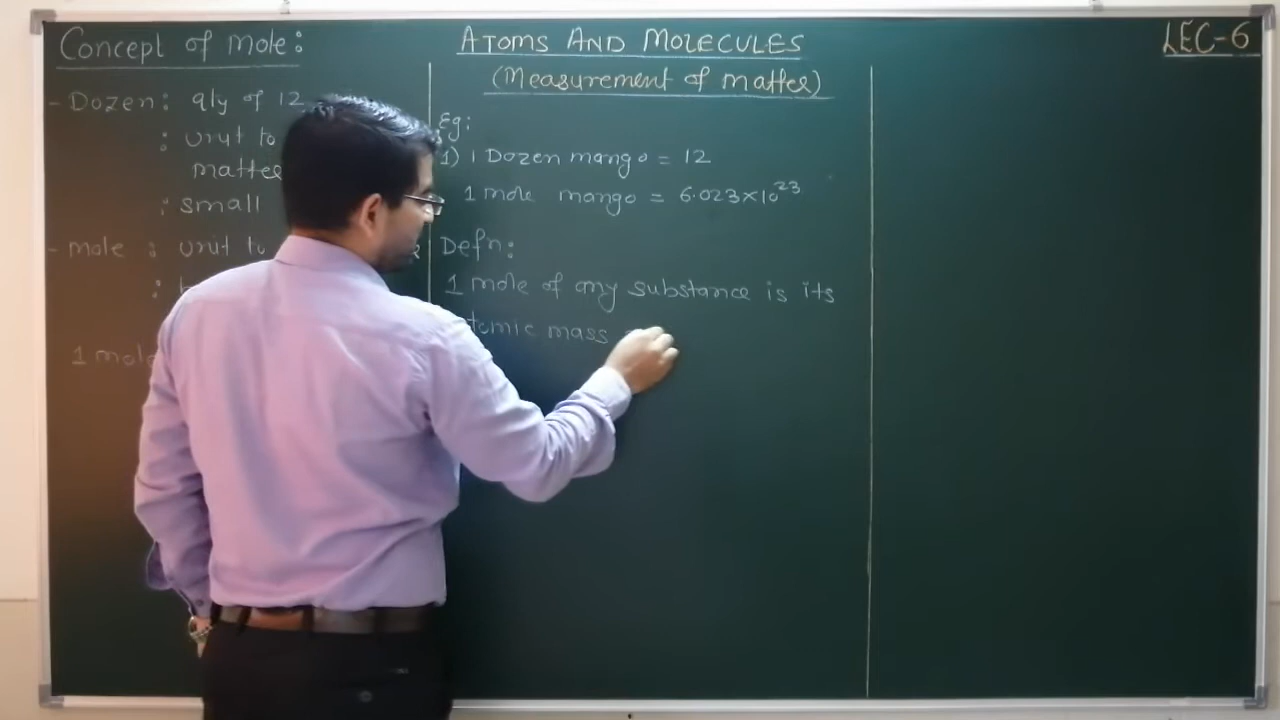 Concept of mole:
- Dozen: qty of 12
: unit to
matte
: small
- mole : unit to
:
1 mole
ATOMS AND MOLECULES
(Measurement of matter)
Eg:
1) 1 Dozen mango = 12
1 mole mango = 6.023×10²³
Defn:
1 mole of any substance is its
tomic mass
LEC-6